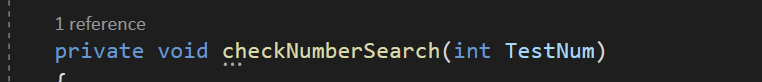 1 reference
private void checkNumberSearch(int TestNum)
{